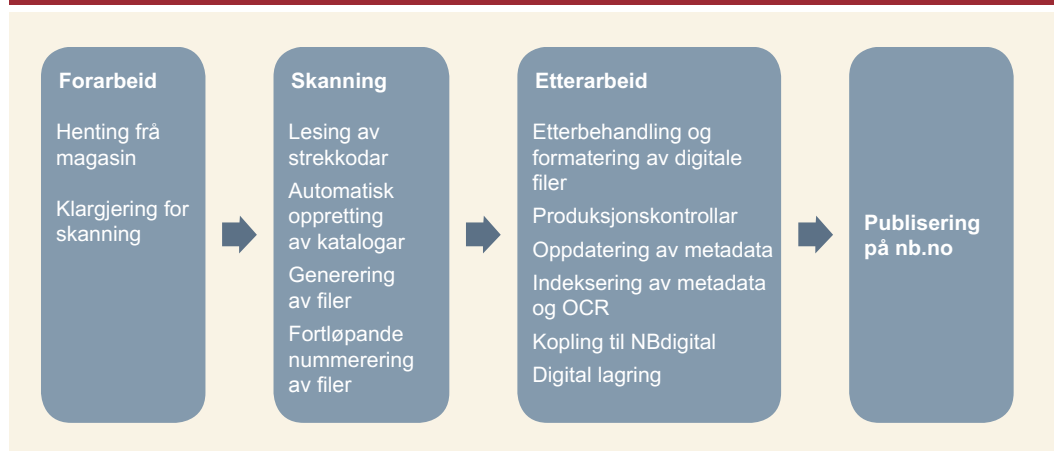 Forarbeid
Henting frå
magasin
Klargjering for
skanning
Skanning
Lesing av
strekkodar
Automatisk
oppretting
av katalogar
Generering
av filer
Fortløpande
nummerering
av filer
Etterarbeid
Etterbehandling og
formatering av digitale
filer
Produksjonskontrollar
Oppdatering av metadata
Indeksering av metadata
og OCR
Kopling til NBdigital
Digital lagring
Publisering
på nb.no